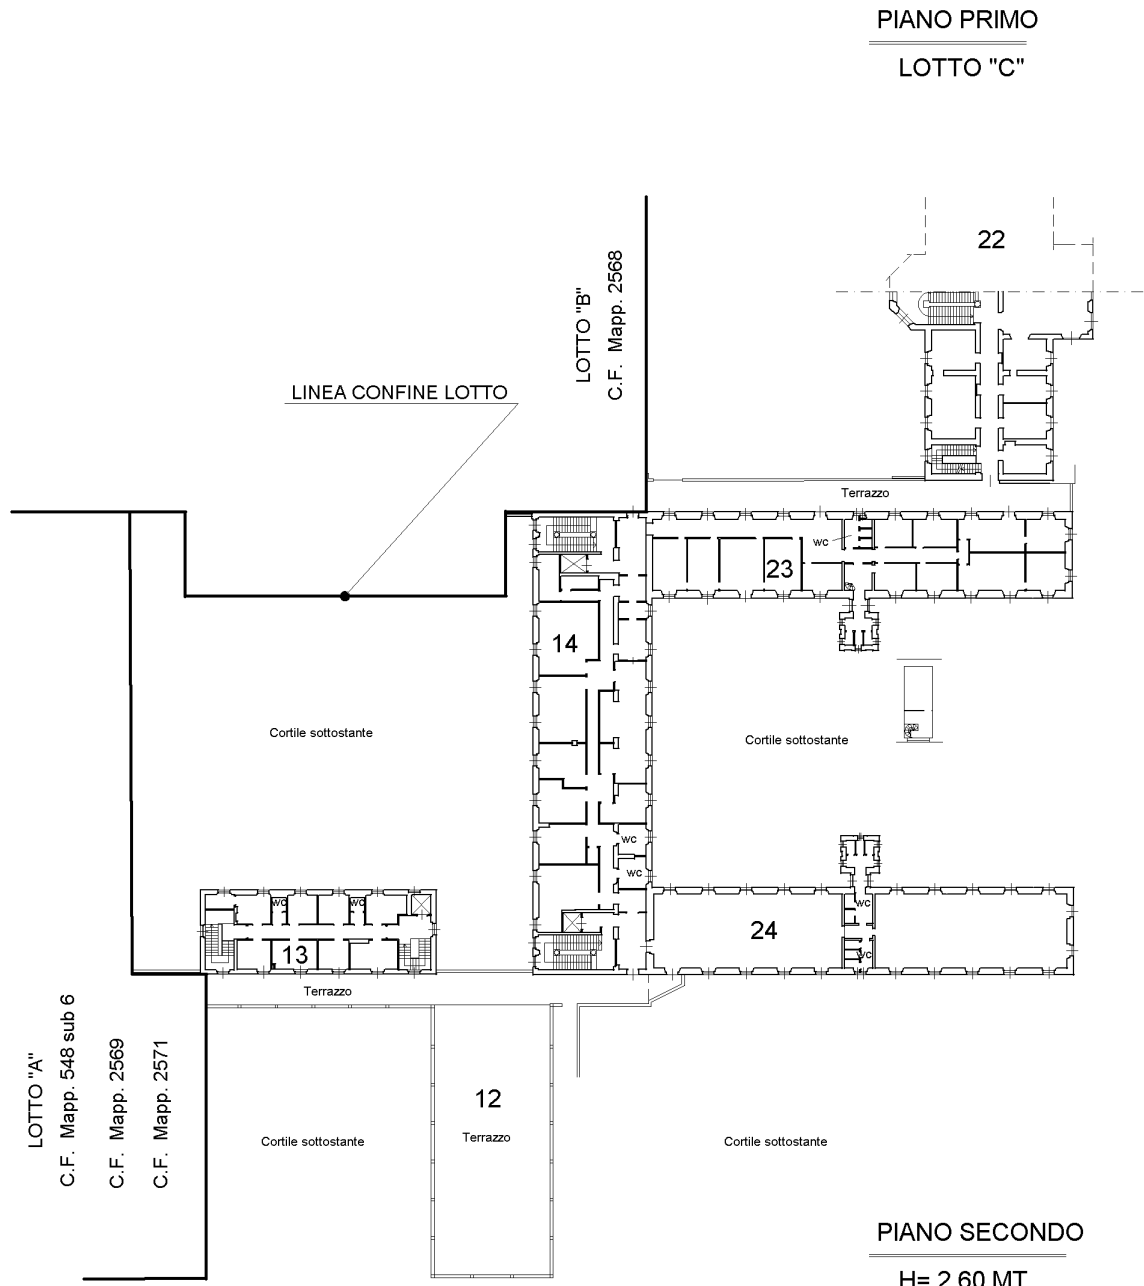 PIANO PRIMO
LOTTO "C"
22
LOTTO "B"
C.F. Mapp. 2568
LINEA CONFINE LOTTO
Terrazzo
wc
23
14
Cortile sottostante
Cortile sottostante
wc
wc
wc
wc
wc
24
13
wc
Terrazzo
LOTTO "A"
C.F. Mapp. 548 sub 6
C.F. Mapp. 2569
C.F. Mapp. 2571
12
Terrazzo
Cortile sottostante
Cortile sottostante
PIANO SECONDO
H= 2.60 MT